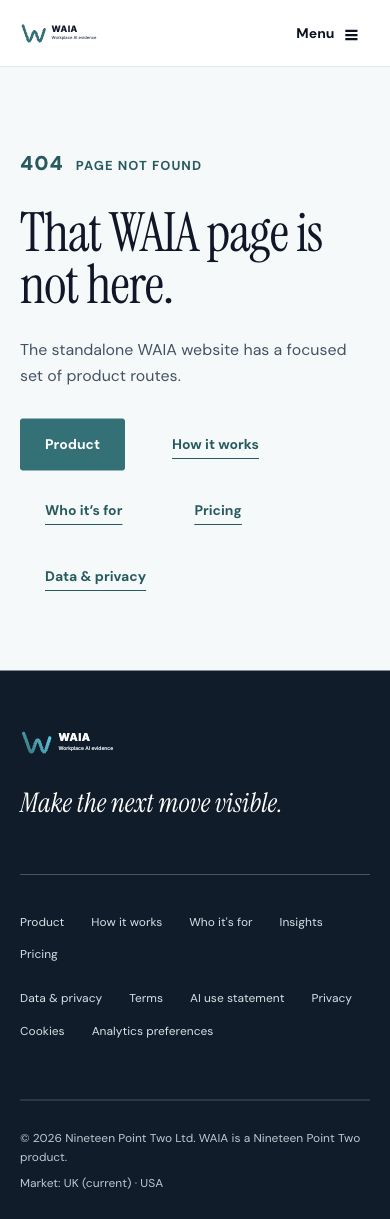 WAIA
Workplace AI evidence
Menu
404 PAGE NOT FOUND
That WAIA page is
not here.
The standalone WAIA website has a focused
set of product routes.
Product How it works
Who it’s for Pricing
Data & privacy
WAIA
Workplace AI evidence
Make the next move visible.
Product How it works Who it's for Insights
Pricing
Data & privacy Terms AI use statement Privacy
Cookies Analytics preferences
© 2026 Nineteen Point Two Ltd. WAIA is a Nineteen Point Two
product.
Market: UK (current) · USA